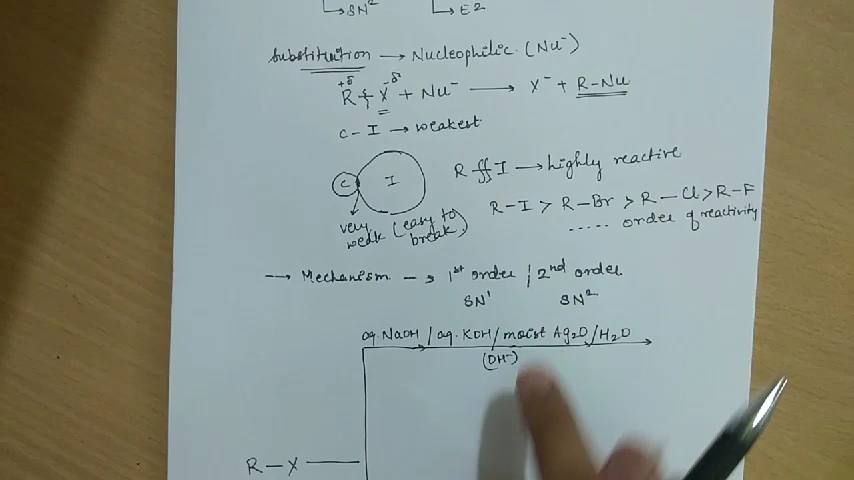 ↳ SN² ↳ E2
Substitution → Nucleophilic (Nu⁻)
+δ -δ
R + X + Nu⁻ → X⁻ + R-Nu
C - I → weakest
C I R I → highly reactive
R-I > R-Br > R-Cl > R-F
..... order of reactivity
very weak (easy to break)
→ Mechanism → 1st order / 2nd order
SN¹ SN²
aq NaOH / aq. KOH / moist Ag₂O / H₂O
(OH⁻)
R - X